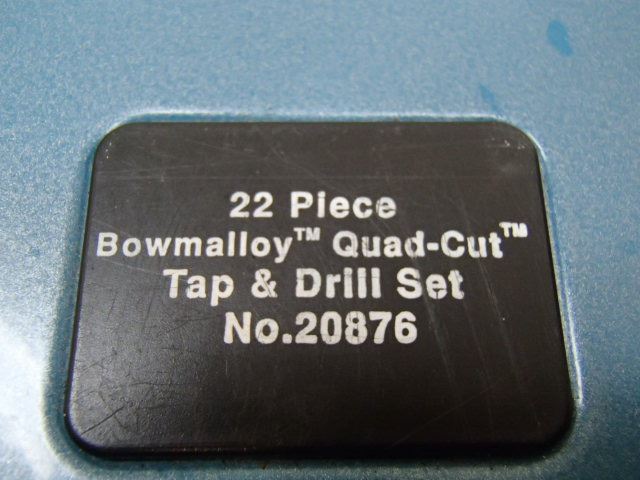 22 Piece
Bowmalloy™ Quad-Cut™
Tap & Drill Set
No.20876